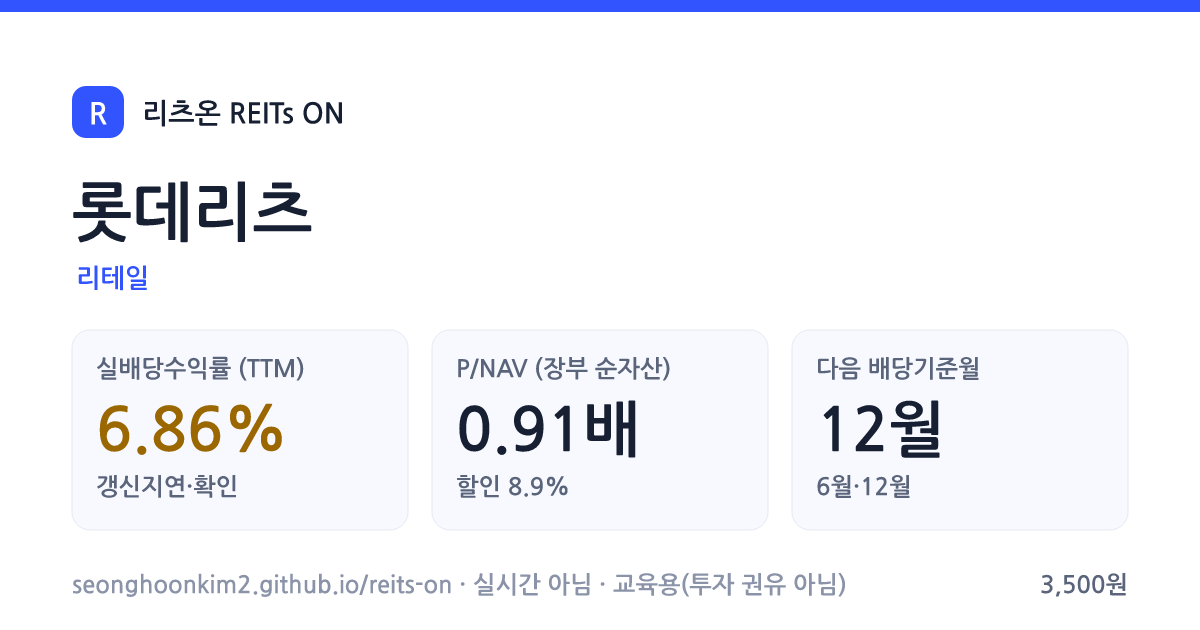 R 리츠온 REITs ON
롯데리츠
리테일
실배당수익률 (TTM)
6.86%
갱신지연·확인
P/NAV (장부 순자산)
0.91배
할인 8.9%
다음 배당기준월
12월
6월·12월
seonghoonkim2.github.io/reits-on · 실시간 아님 · 교육용(투자 권유 아님)
3,500원